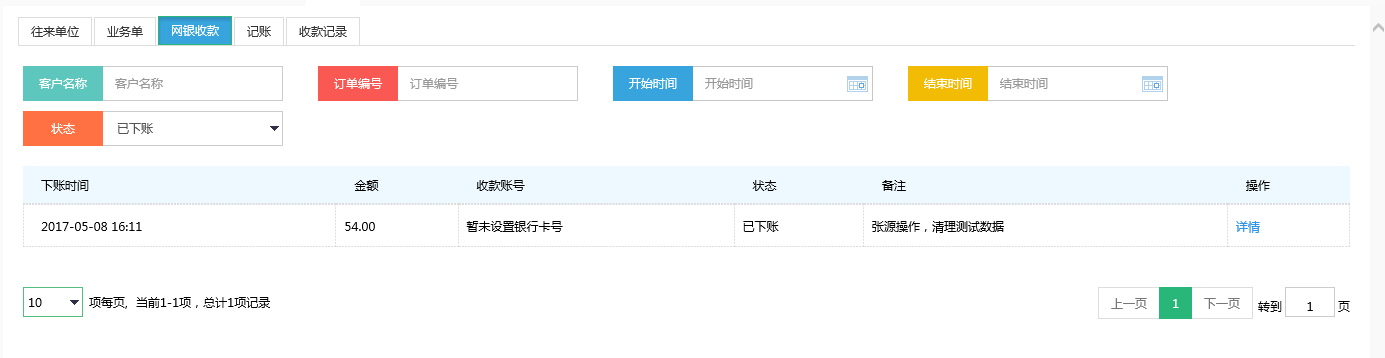 往来单位 业务单 网银收款 记账 收款记录
客户名称 客户名称 订单编号 订单编号 开始时间 开始时间 结束时间 结束时间
状态 已下账
下账时间 金额 收款账号 状态 备注 操作
2017-05-08 16:11 54.00 暂未设置银行卡号 已下账 张源操作，清理测试数据 详情
10 项每页, 当前1-1项，总计1项记录 上一页 1 下一页 转到 1 页